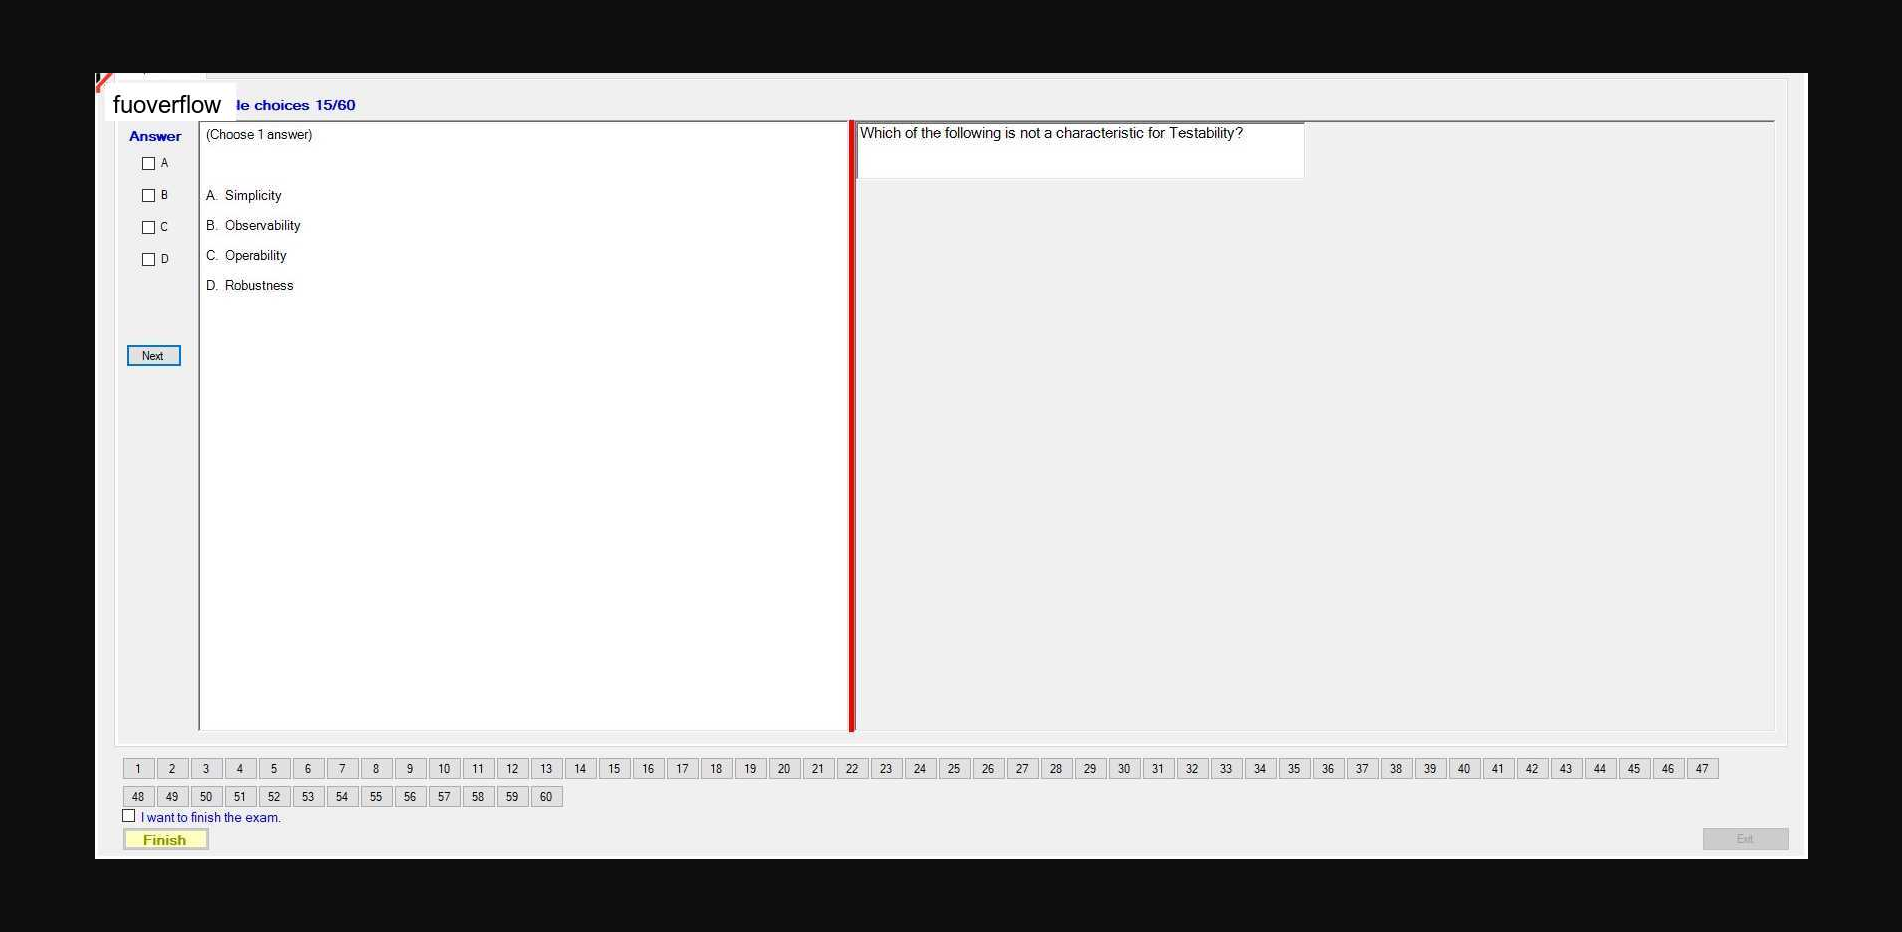 fuoverflow
le choices 15/60
Answer
A
B
C
D
Next
(Choose 1 answer)
A. Simplicity
B. Observability
C. Operability
D. Robustness
Which of the following is not a characteristic for Testability?
1 2 3 4 5 6 7 8 9 10 11 12 13 14 15 16 17 18 19 20 21 22 23 24 25 26 27 28 29 30 31 32 33 34 35 36 37 38 39 40 41 42 43 44 45 46 47
48 49 50 51 52 53 54 55 56 57 58 59 60
I want to finish the exam.
Finish
Exit